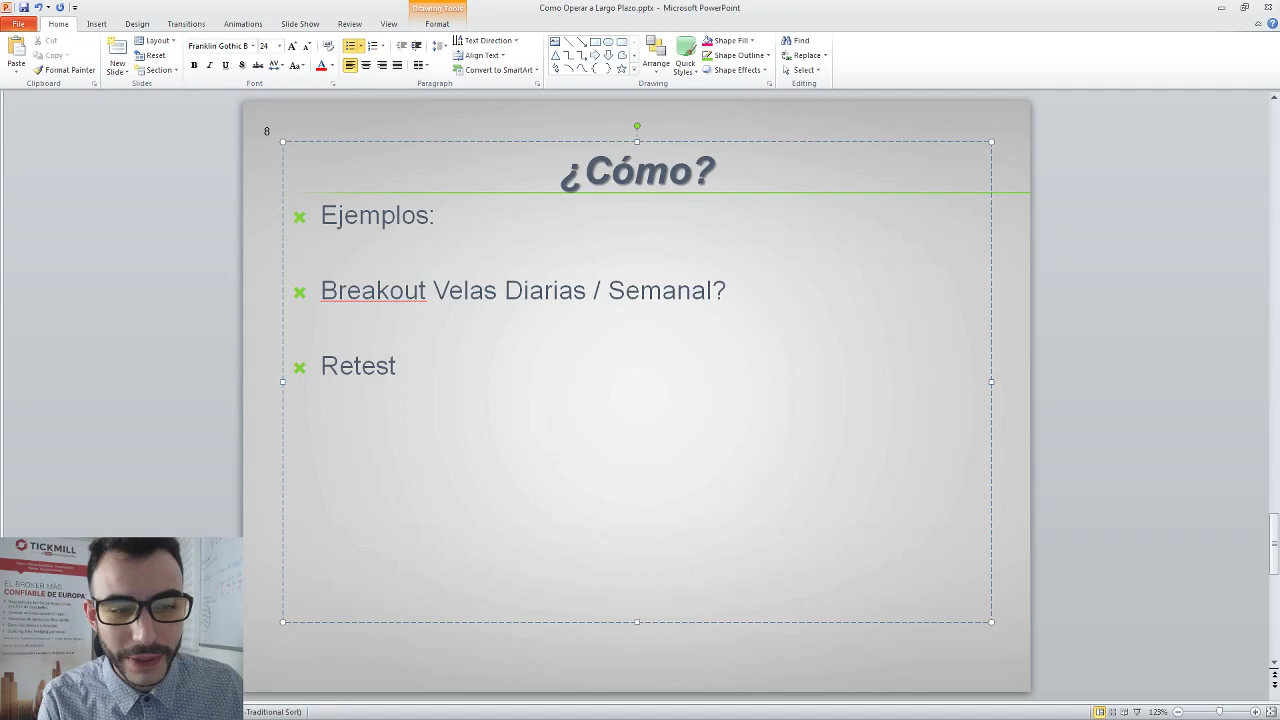 Como Operar a Largo Plazo.pptx - Microsoft PowerPoint
Drawing Tools
File
Home
Insert
Design
Transitions
Animations
Slide Show
Review
View
Format
Paste
Cut
Copy
Format Painter
Clipboard
New
Slide
Layout
Reset
Section
Slides
Franklin Gothic B
24
Font
Text Direction
Align Text
Convert to SmartArt
Paragraph
Arrange
Quick
Styles
Shape Fill
Shape Outline
Shape Effects
Drawing
Find
Replace
Select
Editing
8
¿Cómo?
Ejemplos:
Breakout Velas Diarias / Semanal?
Retest
TICKMILL
EL BROKER MÁS
CONFIABLE DE EUROPA
-Traditional Sort)
123%